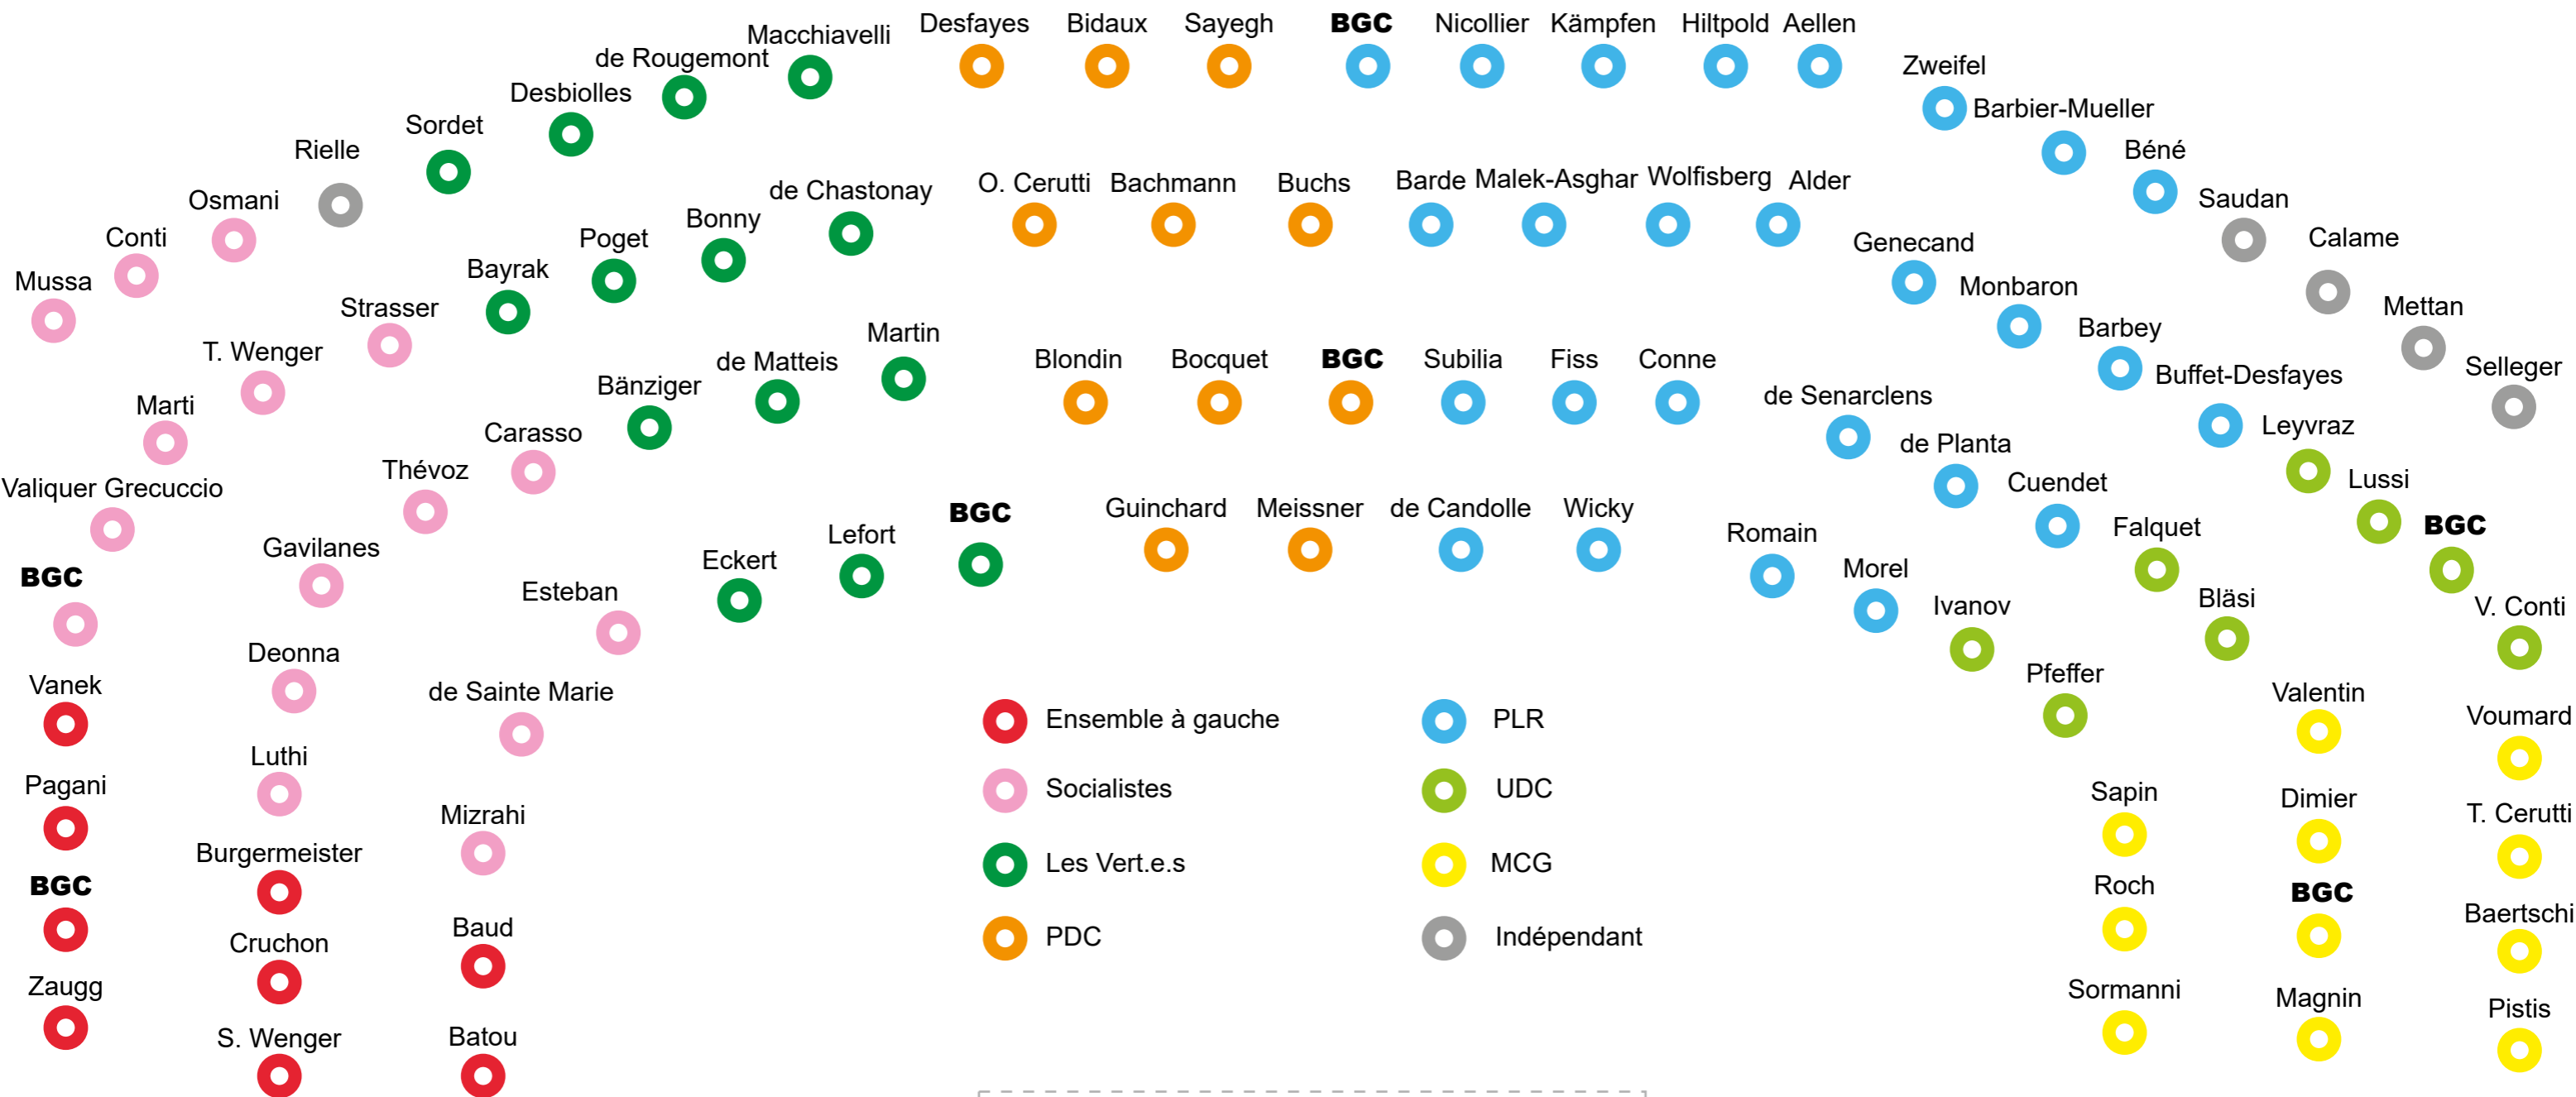 Macchiavelli
Desfayes
Bidaux
Sayegh
BGC
Nicollier
Kämpfen
Hiltpold
Aellen
de Rougemont
Zweifel
Desbiolles
Barbier-Mueller
Sordet
Rielle
Béné
Osmani
Saudan
de Chastonay
O. Cerutti
Bachmann
Buchs
Barde
Malek-Asghar
Wolfisberg
Alder
Conti
Poget
Bonny
Genecand
Calame
Mussa
Bayrak
Monbaron
Mettan
Strasser
Barbey
T. Wenger
Martin
Selleger
Bänziger
de Matteis
Blondin
Bocquet
BGC
Subilia
Fiss
Conne
Buffet-Desfayes
Marti
de Senarclens
Leyvraz
Carasso
de Planta
Thévoz
Cuendet
Lussi
Valiquer Grecuccio
BGC
Guinchard
Meissner
de Candolle
Wicky
Gavilanes
Lefort
Romain
Falquet
BGC
BGC
Eckert
Morel
Esteban
Ivanov
Bläsi
V. Conti
Deonna
Pfeffer
Vanek
de Sainte Marie
Valentin
Voumard
Ensemble à gauche
PLR
Luthi
Pagani
Socialistes
UDC
Sapin
Dimier
T. Cerutti
Mizrahi
Burgermeister
Les Vert.e.s
MCG
BGC
Roch
BGC
Baertschi
Cruchon
Baud
PDC
Indépendant
Zaugg
Sormanni
Magnin
Pistis
S. Wenger
Batou